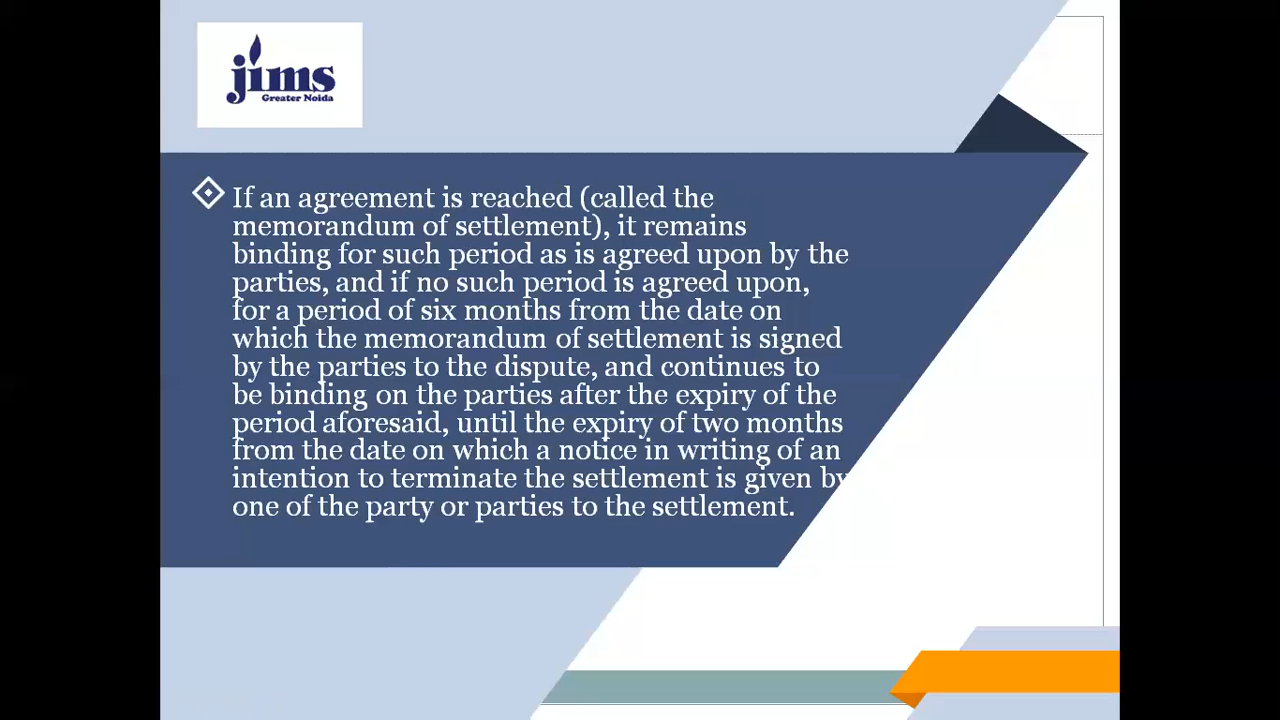 jims
Greater Noida
If an agreement is reached (called the
memorandum of settlement), it remains
binding for such period as is agreed upon by the
parties, and if no such period is agreed upon,
for a period of six months from the date on
which the memorandum of settlement is signed
by the parties to the dispute, and continues to
be binding on the parties after the expiry of the
period aforesaid, until the expiry of two months
from the date on which a notice in writing of an
intention to terminate the settlement is given by
one of the party or parties to the settlement.